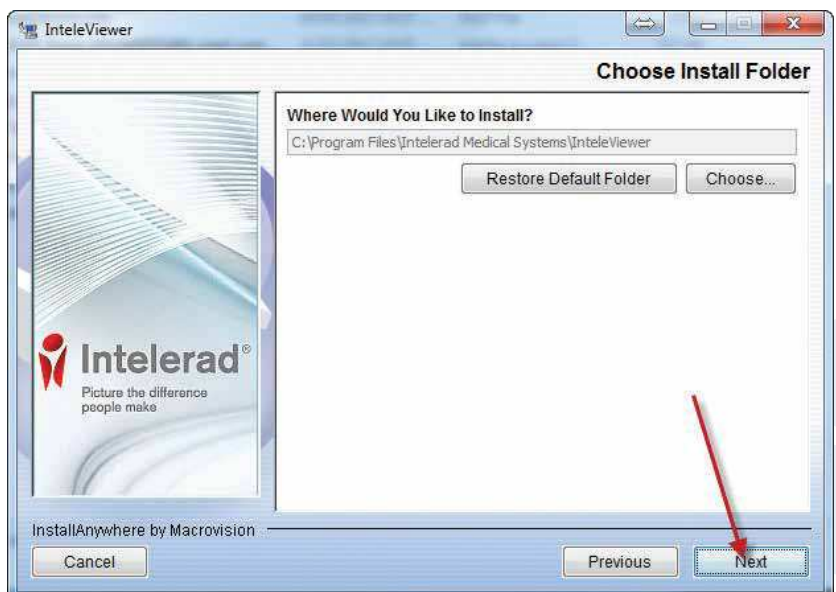 InteleViewer
Choose Install Folder
Where Would You Like to Install?
C:\Program Files\Intelerad Medical Systems\InteleViewer
Restore Default Folder
Choose...
Intelerad®
Picture the difference
people make
InstallAnywhere by Macrovision
Cancel
Previous
Next